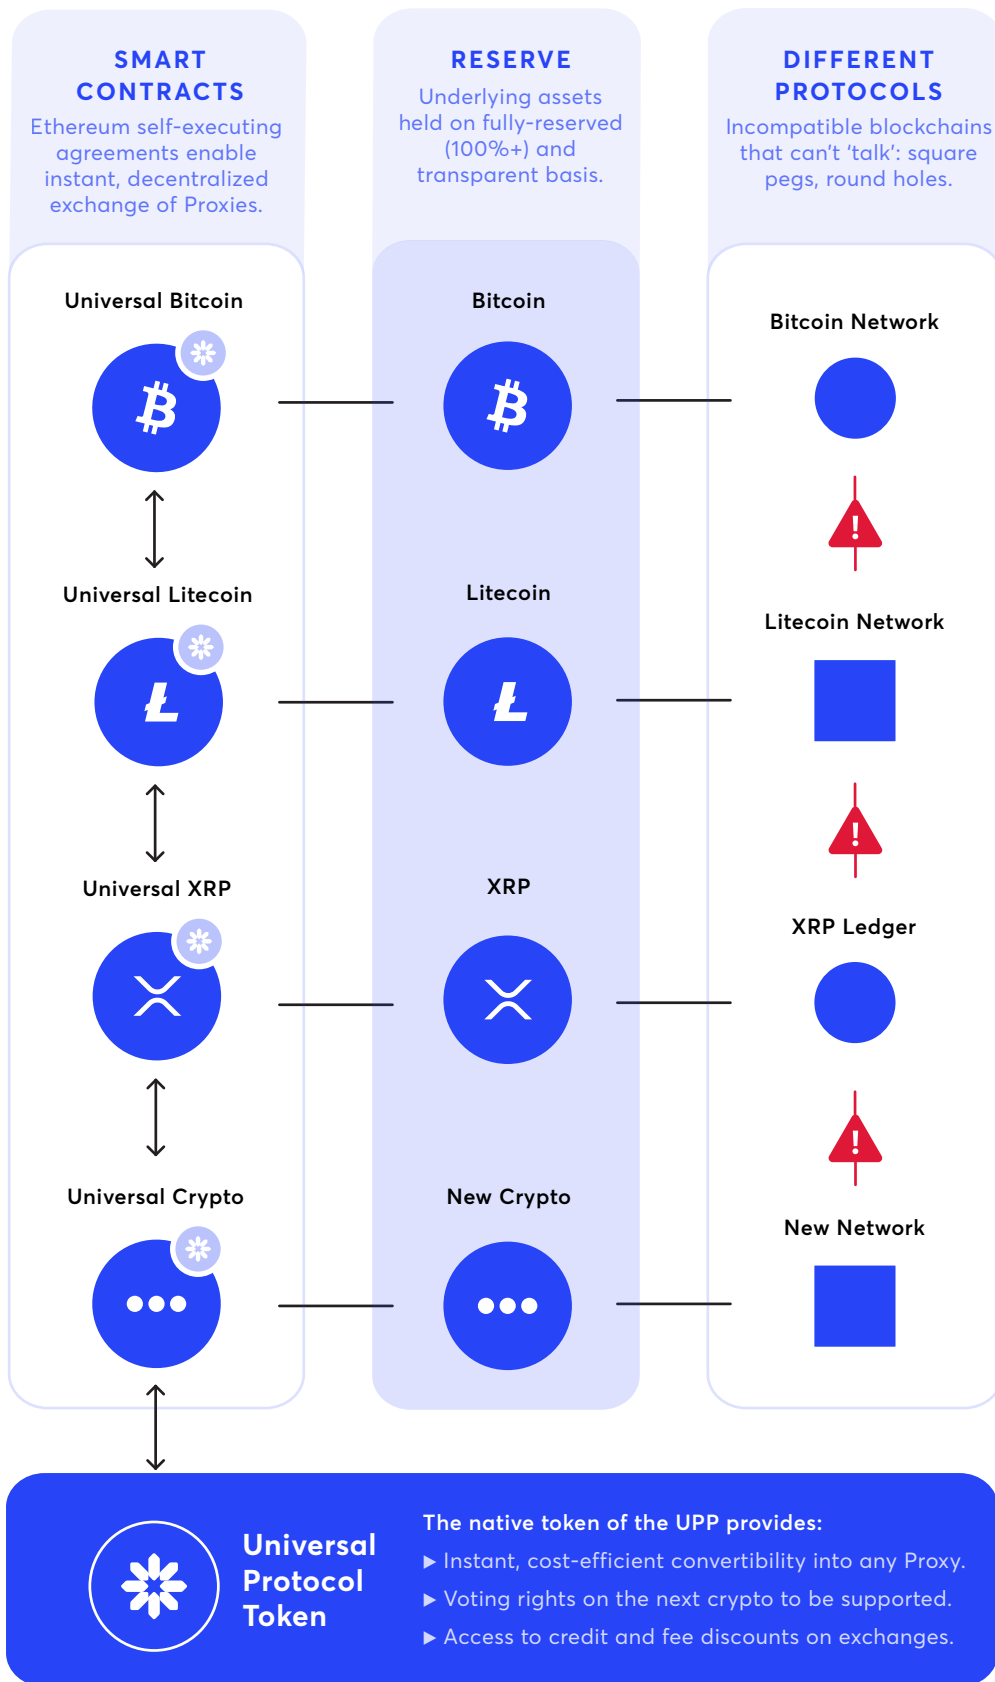 SMART
CONTRACTS
Ethereum self-executing
agreements enable
instant, decentralized
exchange of Proxies.
RESERVE
Underlying assets
held on fully-reserved
(100%+) and
transparent basis.
DIFFERENT
PROTOCOLS
Incompatible blockchains
that can't ‘talk’: square
pegs, round holes.
Universal Bitcoin
Bitcoin
Bitcoin Network
Universal Litecoin
Litecoin
Litecoin Network
Universal XRP
XRP
XRP Ledger
Universal Crypto
New Crypto
New Network
Universal
Protocol
Token
The native token of the UPP provides:
▶ Instant, cost-efficient convertibility into any Proxy.
▶ Voting rights on the next crypto to be supported.
▶ Access to credit and fee discounts on exchanges.